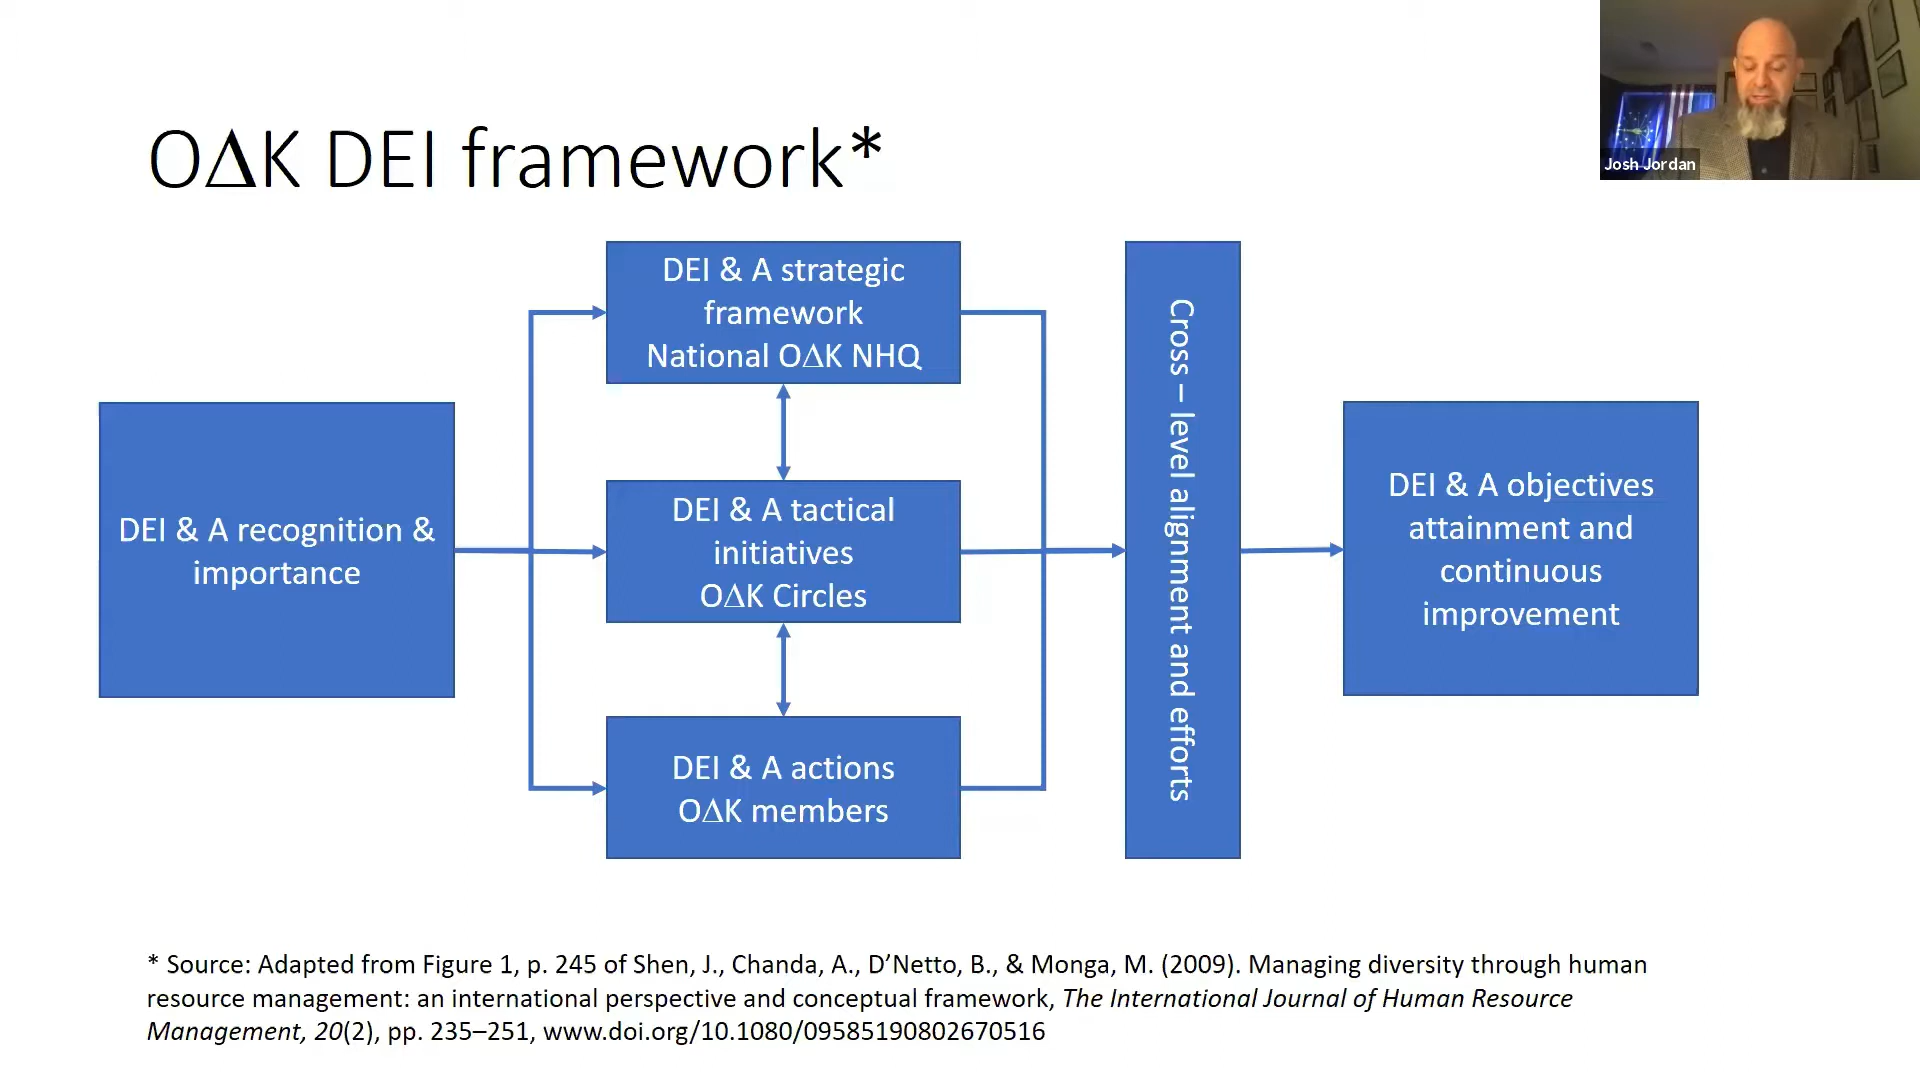 OΔK DEI framework*
Josh Jordan
DEI & A recognition &
importance
DEI & A strategic
framework
National OΔK NHQ
DEI & A tactical
initiatives
OΔK Circles
DEI & A actions
OΔK members
Cross – level alignment and efforts
DEI & A objectives
attainment and
continuous
improvement
* Source: Adapted from Figure 1, p. 245 of Shen, J., Chanda, A., D’Netto, B., & Monga, M. (2009). Managing diversity through human
resource management: an international perspective and conceptual framework, The International Journal of Human Resource
Management, 20(2), pp. 235–251, www.doi.org/10.1080/09585190802670516